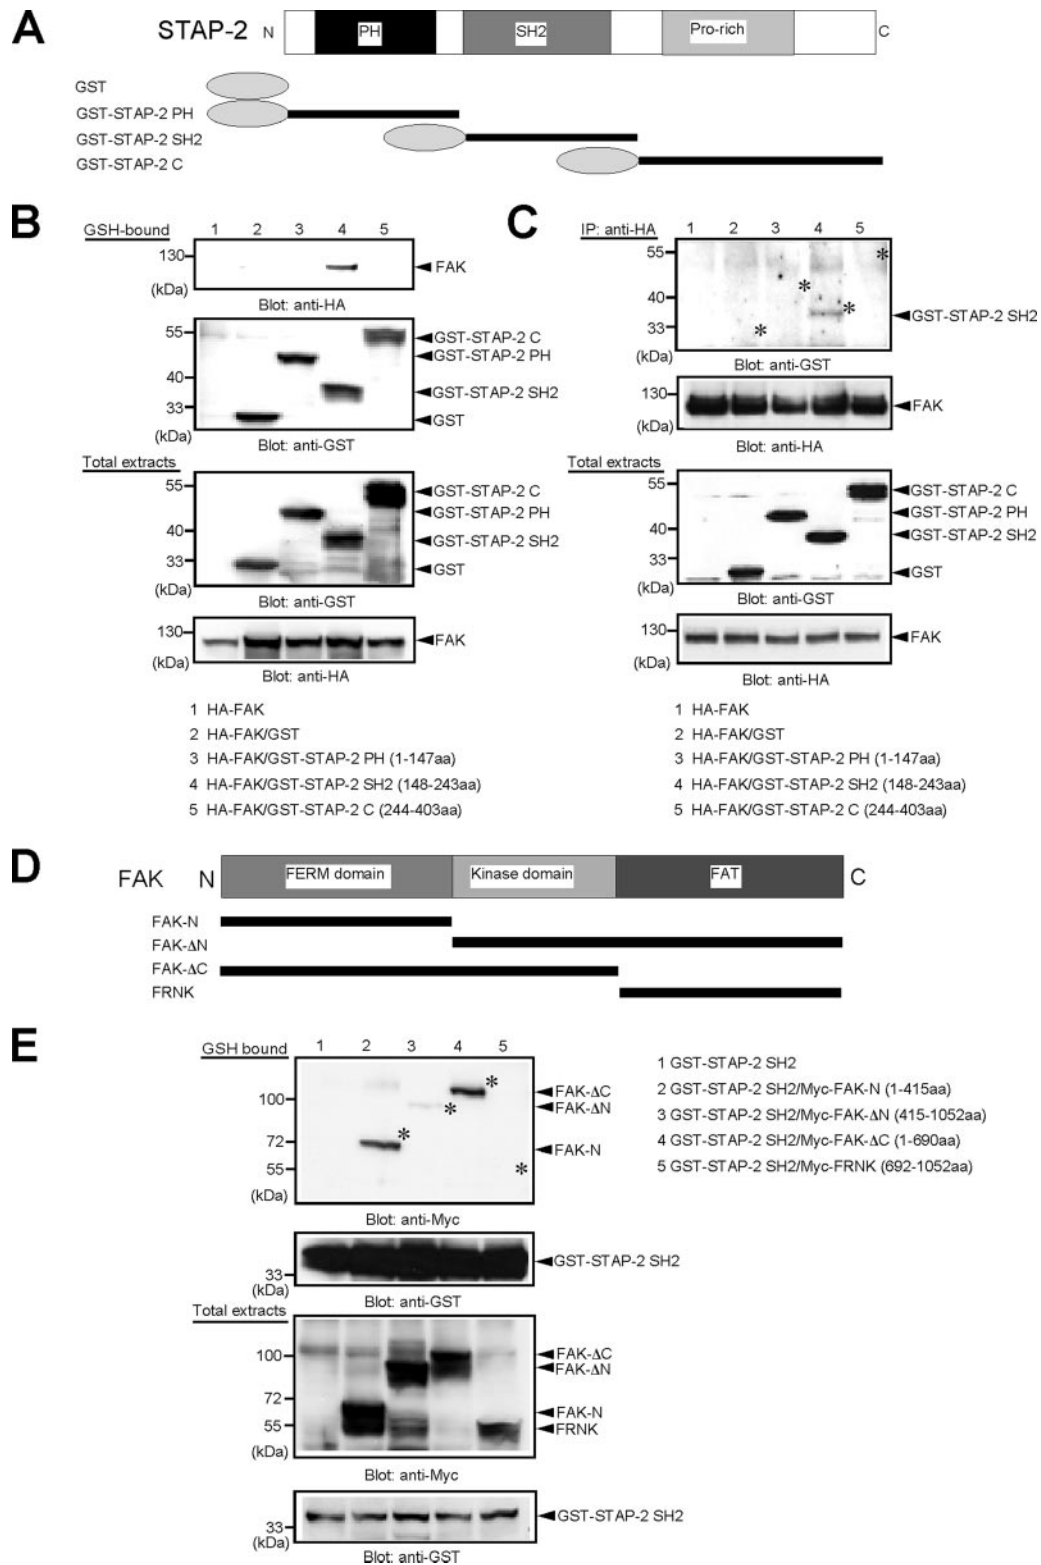 A
STAP-2 N PH SH2 Pro-rich C
GST
GST-STAP-2 PH
GST-STAP-2 SH2
GST-STAP-2 C
B
GSH-bound 1 2 3 4 5
130
(kDa)
FAK
Blot: anti-HA
55
40
33
(kDa)
GST-STAP-2 C
GST-STAP-2 PH
GST-STAP-2 SH2
GST
Blot: anti-GST
Total extracts
55
40
33
(kDa)
GST-STAP-2 C
GST-STAP-2 PH
GST-STAP-2 SH2
GST
Blot: anti-GST
130
(kDa)
FAK
Blot: anti-HA
1 HA-FAK
2 HA-FAK/GST
3 HA-FAK/GST-STAP-2 PH (1-147aa)
4 HA-FAK/GST-STAP-2 SH2 (148-243aa)
5 HA-FAK/GST-STAP-2 C (244-403aa)
C
IP: anti-HA 1 2 3 4 5
55
40
33
(kDa)
*
*
*
*
GST-STAP-2 SH2
Blot: anti-GST
130
(kDa)
FAK
Blot: anti-HA
Total extracts
55
40
33
(kDa)
GST-STAP-2 C
GST-STAP-2 PH
GST-STAP-2 SH2
GST
Blot: anti-GST
130
(kDa)
FAK
Blot: anti-HA
1 HA-FAK
2 HA-FAK/GST
3 HA-FAK/GST-STAP-2 PH (1-147aa)
4 HA-FAK/GST-STAP-2 SH2 (148-243aa)
5 HA-FAK/GST-STAP-2 C (244-403aa)
D
FAK N FERM domain Kinase domain FAT C
FAK-N
FAK-ΔN
FAK-ΔC
FRNK
E
GSH bound 1 2 3 4 5
100
72
55
(kDa)
*
*
*
*
FAK-ΔC
FAK-ΔN
FAK-N
Blot: anti-Myc
33
(kDa)
GST-STAP-2 SH2
Blot: anti-GST
Total extracts
100
72
55
(kDa)
FAK-ΔC
FAK-ΔN
FAK-N
FRNK
Blot: anti-Myc
33
(kDa)
GST-STAP-2 SH2
Blot: anti-GST
1 GST-STAP-2 SH2
2 GST-STAP-2 SH2/Myc-FAK-N (1-415aa)
3 GST-STAP-2 SH2/Myc-FAK-ΔN (415-1052aa)
4 GST-STAP-2 SH2/Myc-FAK-ΔC (1-690aa)
5 GST-STAP-2 SH2/Myc-FRNK (692-1052aa)